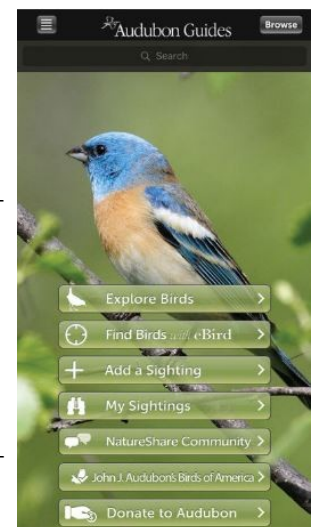 Audubon Guides
Browse
Search
Explore Birds
Find Birds with eBird
Add a Sighting
My Sightings
NatureShare Community
John J. Audubon's Birds of America
Donate to Audubon